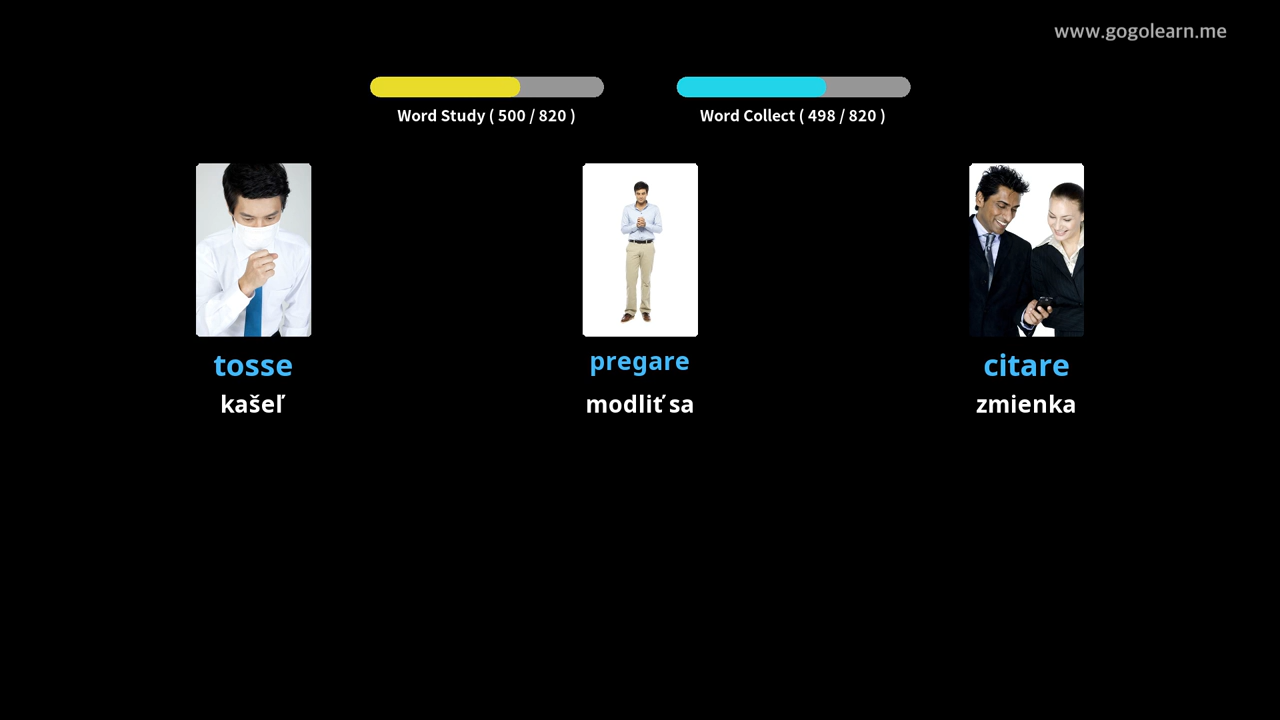 www.gogolearn.me
Word Study ( 500 / 820 )
Word Collect ( 498 / 820 )
tosse
kašeľ
pregare
modliť sa
citare
zmienka